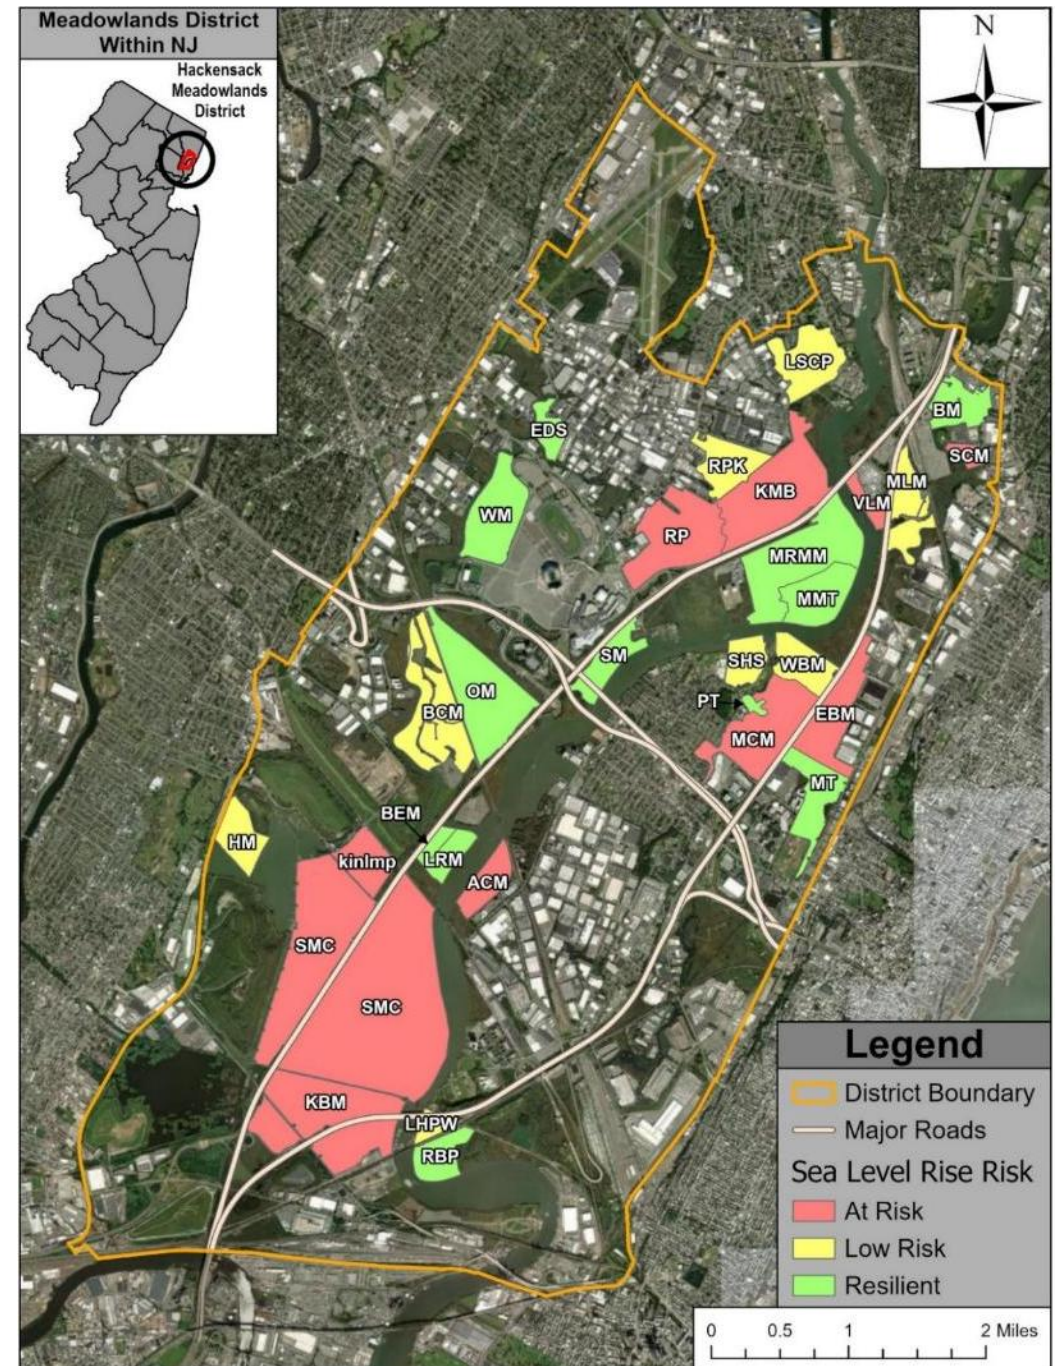 Meadowlands District
Within NJ
Hackensack
Meadowlands
District
N
LSCP
BM
EDS
SCM
RPK
MLM
KMB
VLM
WM
RP
MRMM
MMT
SM
SHS
WBM
OM
PT
BCM
EBM
MCM
MT
BEM
HM
kinImp
LRM
ACM
SMC
SMC
KBM
LHPW
RBP
Legend
District Boundary
Major Roads
Sea Level Rise Risk
At Risk
Low Risk
Resilient
0 0.5 1 2 Miles